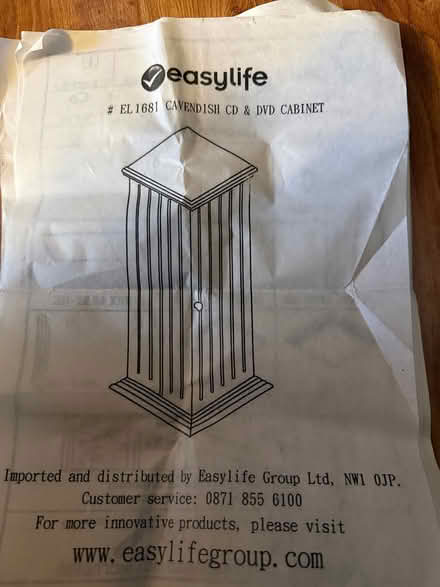 easylife
# EL1681 CAVENDISH CD & DVD CABINET
Imported and distributed by Easylife Group Ltd, NW1 0JP.
Customer service: 0871 855 6100
For more innovative products, please visit
www.easylifegroup.com